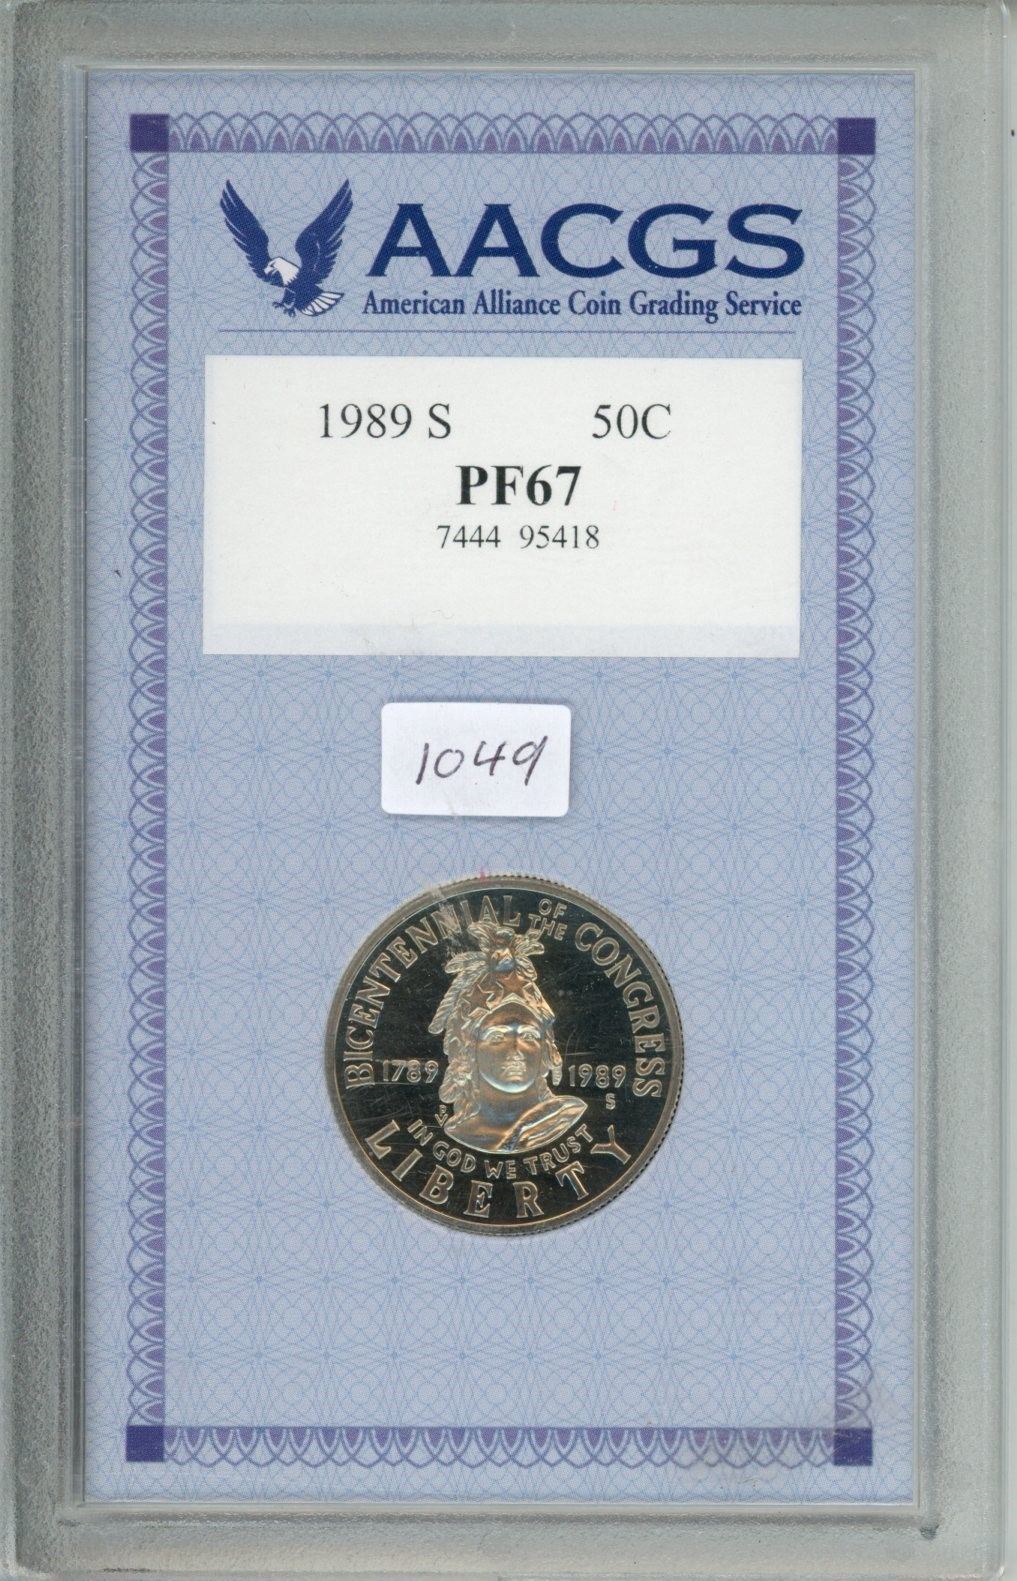 AACGS
American Alliance Coin Grading Service
1989 S 50C
PF67
7444 95418
1049
BICENTENNIAL OF THE CONGRESS
1789 1989
S
IN GOD WE TRUST
LIBERTY